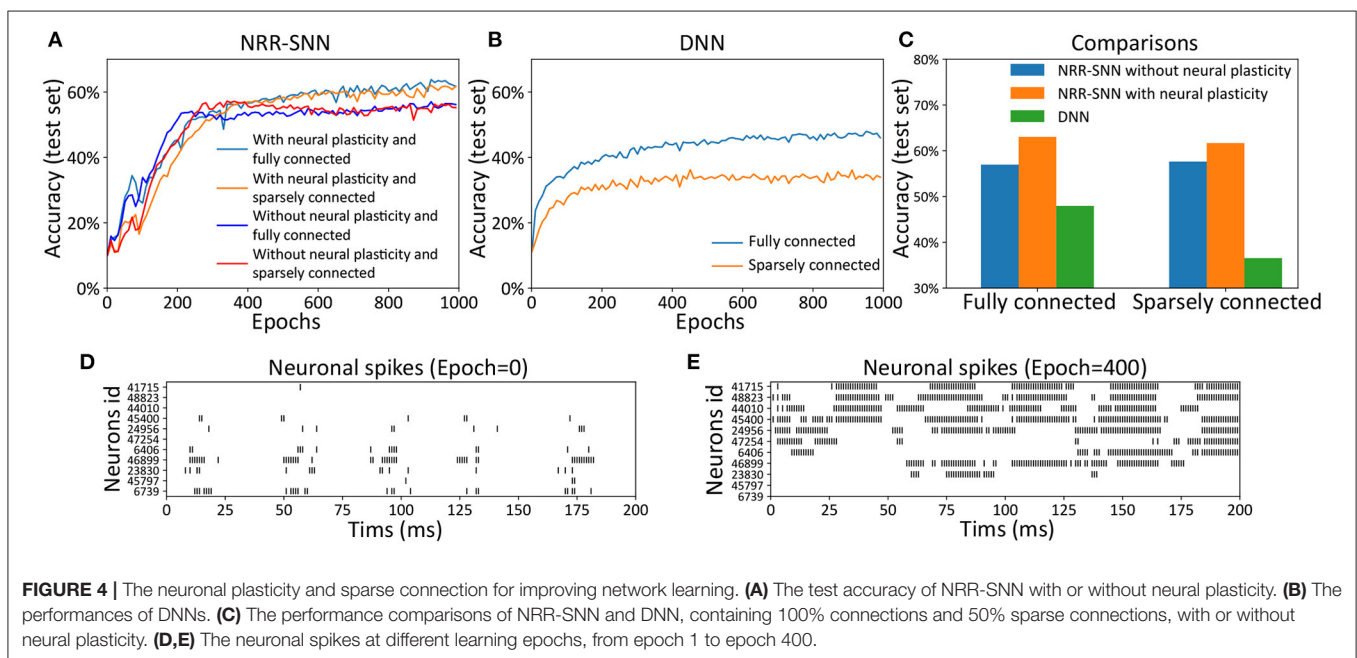 A
NRR-SNN
Accuracy (test set)
60%
40%
20%
0%
With neural plasticity and
fully connected
With neural plasticity and
sparsely connected
Without neural plasticity and
fully connected
Without neural plasticity and
sparsely connected
0 200 400 600 800 1000
Epochs
B
DNN
Accuracy (test set)
60%
40%
20%
0%
Fully connected
Sparsely connected
0 200 400 600 800 1000
Epochs
C
Comparisons
Accuracy (test set)
80%
70%
60%
50%
60%
30%
NRR-SNN without neural plasticity
NRR-SNN with neural plasticity
DNN
Fully connected Sparsely connected
D
Neuronal spikes (Epoch=0)
Neurons id
41715
48823
44010
45400
24956
47254
6406
46899
23830
45797
6739
0 25 50 75 100 125 150 175 200
Tims (ms)
E
Neuronal spikes (Epoch=400)
Neurons id
41715
48823
44010
45400
24956
47254
6406
46899
23830
45797
6739
0 25 50 75 100 125 150 175 200
Tims (ms)
FIGURE 4 | The neuronal plasticity and sparse connection for improving network learning. (A) The test accuracy of NRR-SNN with or without neural plasticity. (B) The
performances of DNNs. (C) The performance comparisons of NRR-SNN and DNN, containing 100% connections and 50% sparse connections, with or without
neural plasticity. (D,E) The neuronal spikes at different learning epochs, from epoch 1 to epoch 400.